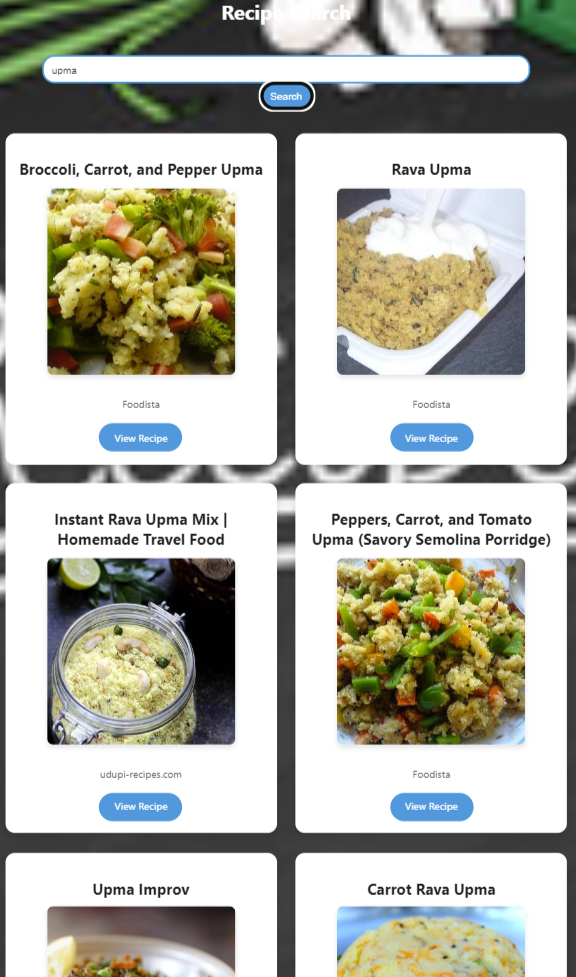 Recipe Search
upma
Search
Broccoli, Carrot, and Pepper Upma
Rava Upma
Foodista
Foodista
View Recipe
View Recipe
Instant Rava Upma Mix |
Homemade Travel Food
Peppers, Carrot, and Tomato
Upma (Savory Semolina Porridge)
udupi-recipes.com
Foodista
View Recipe
View Recipe
Upma Improv
Carrot Rava Upma